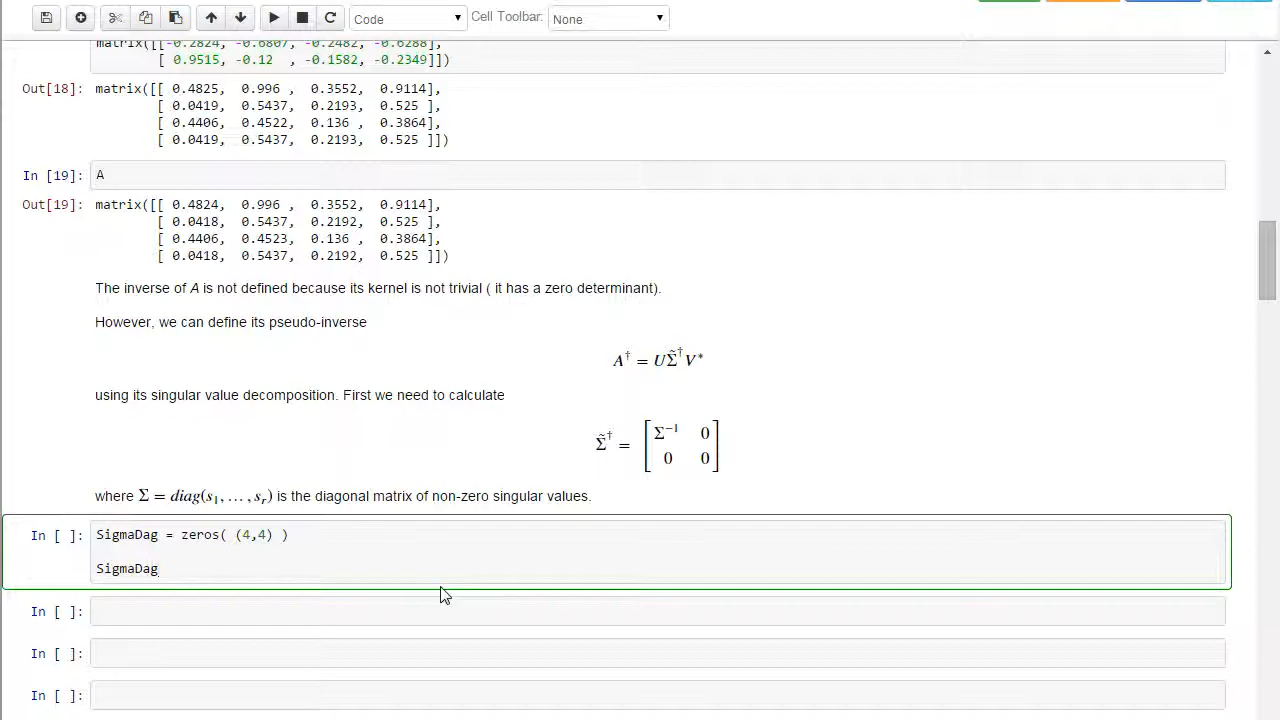 Code
Cell Toolbar:
None
matrix([[-0.2824, -0.6807, -0.2482, -0.6288],
[ 0.9515, -0.12 , -0.1582, -0.2349]])
Out[18]: matrix([[ 0.4825, 0.996 , 0.3552, 0.9114],
[ 0.0419, 0.5437, 0.2193, 0.525 ],
[ 0.4406, 0.4522, 0.136 , 0.3864],
[ 0.0419, 0.5437, 0.2193, 0.525 ]])
In [19]: A
Out[19]: matrix([[ 0.4824, 0.996 , 0.3552, 0.9114],
[ 0.0418, 0.5437, 0.2192, 0.525 ],
[ 0.4406, 0.4523, 0.136 , 0.3864],
[ 0.0418, 0.5437, 0.2192, 0.525 ]])
The inverse of A is not defined because its kernel is not trivial ( it has a zero determinant).
However, we can define its pseudo-inverse
A† = UΣ̃†V*
using its singular value decomposition. First we need to calculate
Σ̃† = [Σ⁻¹ 0
0 0]
where Σ = diag(s₁, …, sᵣ) is the diagonal matrix of non-zero singular values.
In [ ]: SigmaDag = zeros( (4,4) )
SigmaDag
In [ ]:
In [ ]:
In [ ]: